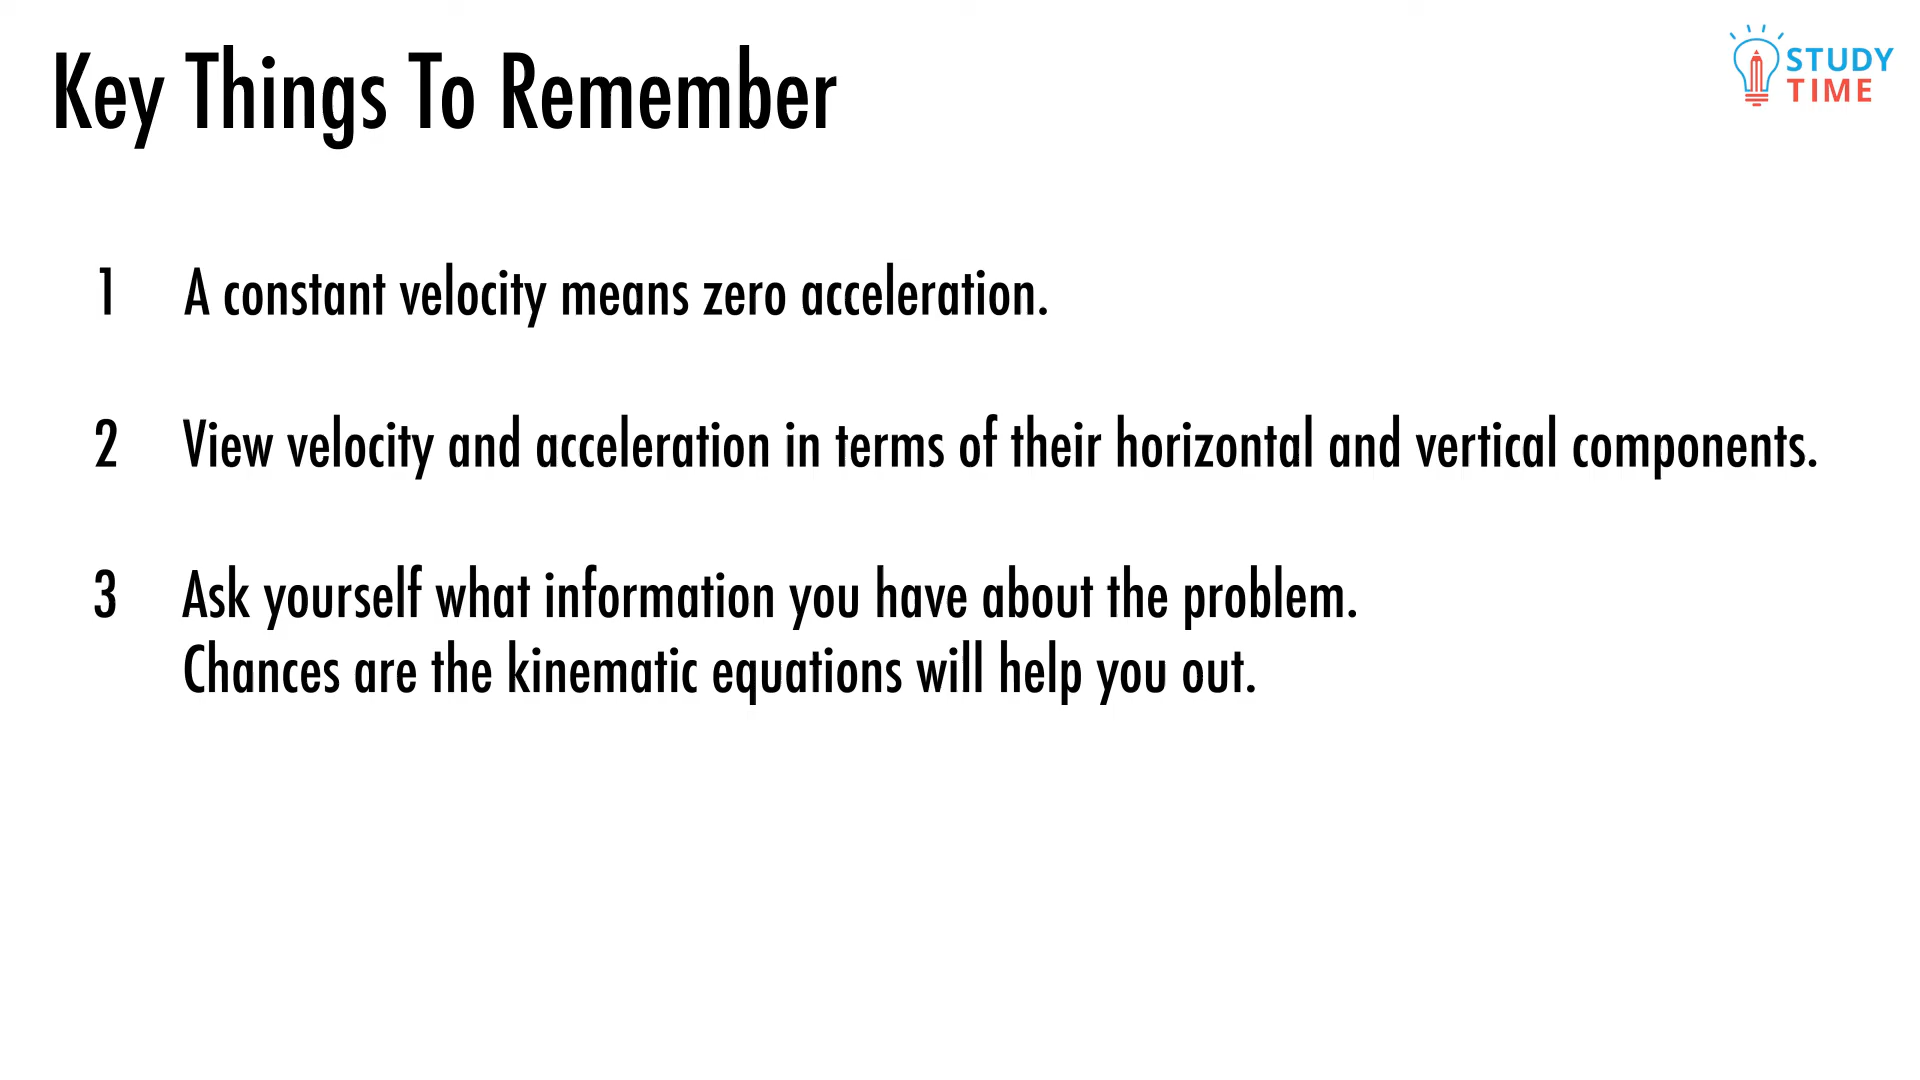 Key Things To Remember
STUDY
TIME
1 A constant velocity means zero acceleration.
2 View velocity and acceleration in terms of their horizontal and vertical components.
3 Ask yourself what information you have about the problem.
Chances are the kinematic equations will help you out.